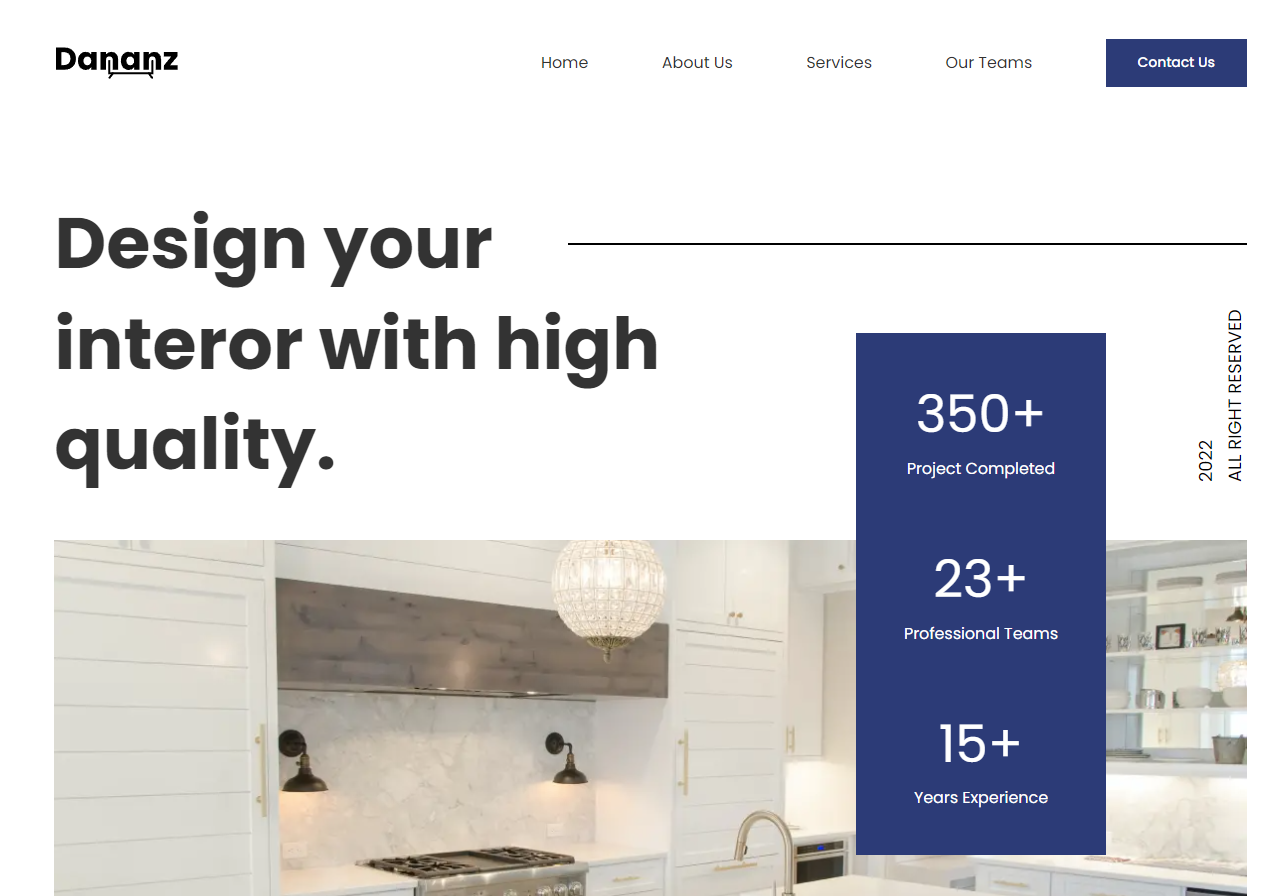 Dananz
Home
About Us
Services
Our Teams
Contact Us
Design your
interor with high
quality.
350+
Project Completed
23+
Professional Teams
15+
Years Experience
2022
ALL RIGHT RESERVED